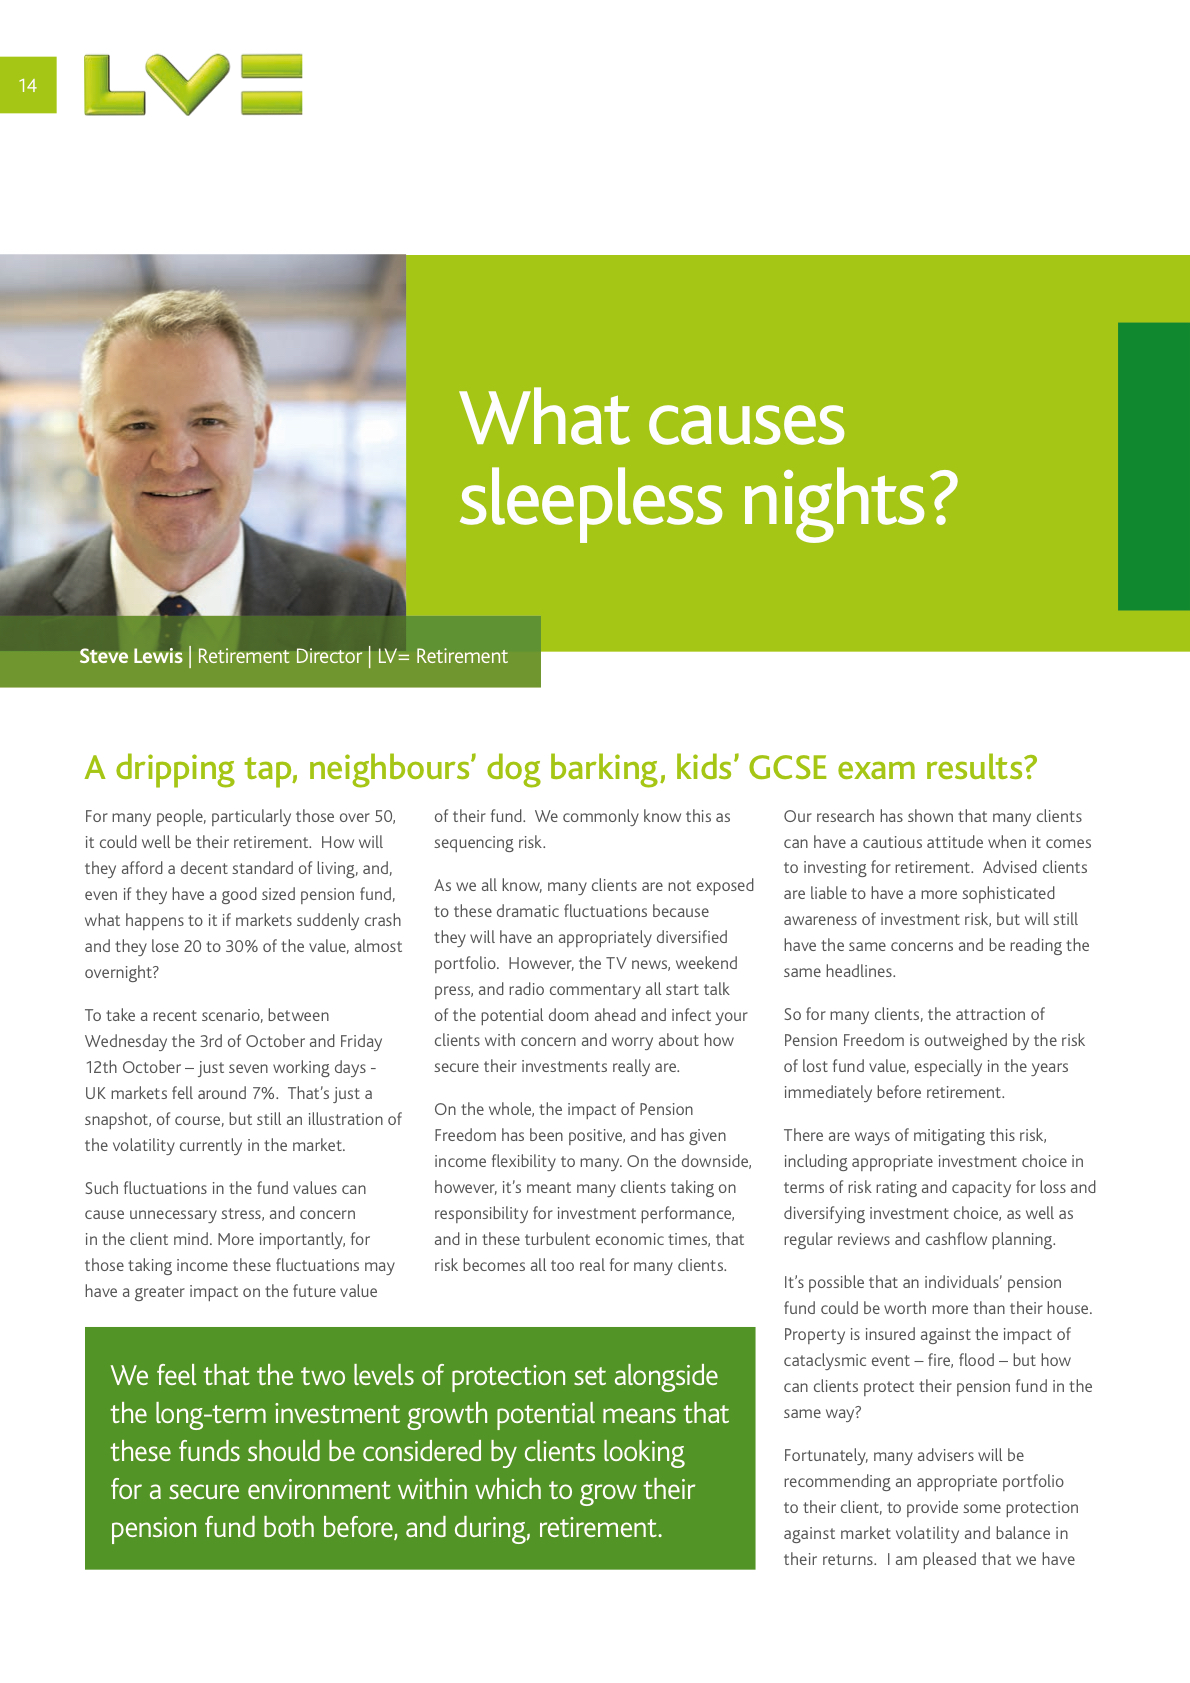 14
LV=
What causes
sleepless nights?
Steve Lewis | Retirement Director | LV= Retirement
A dripping tap, neighbours’ dog barking, kids’ GCSE exam results?
For many people, particularly those over 50,
it could well be their retirement.  How will
they afford a decent standard of living, and,
even if they have a good sized pension fund,
what happens to it if markets suddenly crash
and they lose 20 to 30% of the value, almost
overnight?
To take a recent scenario, between
Wednesday the 3rd of October and Friday
12th October – just seven working days -
UK markets fell around 7%.  That’s just a
snapshot, of course, but still an illustration of
the volatility currently in the market.
Such fluctuations in the fund values can
cause unnecessary stress, and concern
in the client mind. More importantly, for
those taking income these fluctuations may
have a greater impact on the future value
of their fund.  We commonly know this as
sequencing risk.
As we all know, many clients are not exposed
to these dramatic fluctuations because
they will have an appropriately diversified
portfolio.  However, the TV news, weekend
press, and radio commentary all start talk
of the potential doom ahead and infect your
clients with concern and worry about how
secure their investments really are.
On the whole, the impact of Pension
Freedom has been positive, and has given
income flexibility to many. On the downside,
however, it’s meant many clients taking on
responsibility for investment performance,
and in these turbulent economic times, that
risk becomes all too real for many clients.
We feel that the two levels of protection set alongside
the long-term investment growth potential means that
these funds should be considered by clients looking
for a secure environment within which to grow their
pension fund both before, and during, retirement.
Our research has shown that many clients
can have a cautious attitude when it comes
to investing for retirement.  Advised clients
are liable to have a more sophisticated
awareness of investment risk, but will still
have the same concerns and be reading the
same headlines.
So for many clients, the attraction of
Pension Freedom is outweighed by the risk
of lost fund value, especially in the years
immediately before retirement.
There are ways of mitigating this risk,
including appropriate investment choice in
terms of risk rating and capacity for loss and
diversifying investment choice, as well as
regular reviews and cashflow planning.
It’s possible that an individuals’ pension
fund could be worth more than their house.
Property is insured against the impact of
cataclysmic event – fire, flood – but how
can clients protect their pension fund in the
same way?
Fortunately, many advisers will be
recommending an appropriate portfolio
to their client, to provide some protection
against market volatility and balance in
their returns.  I am pleased that we have